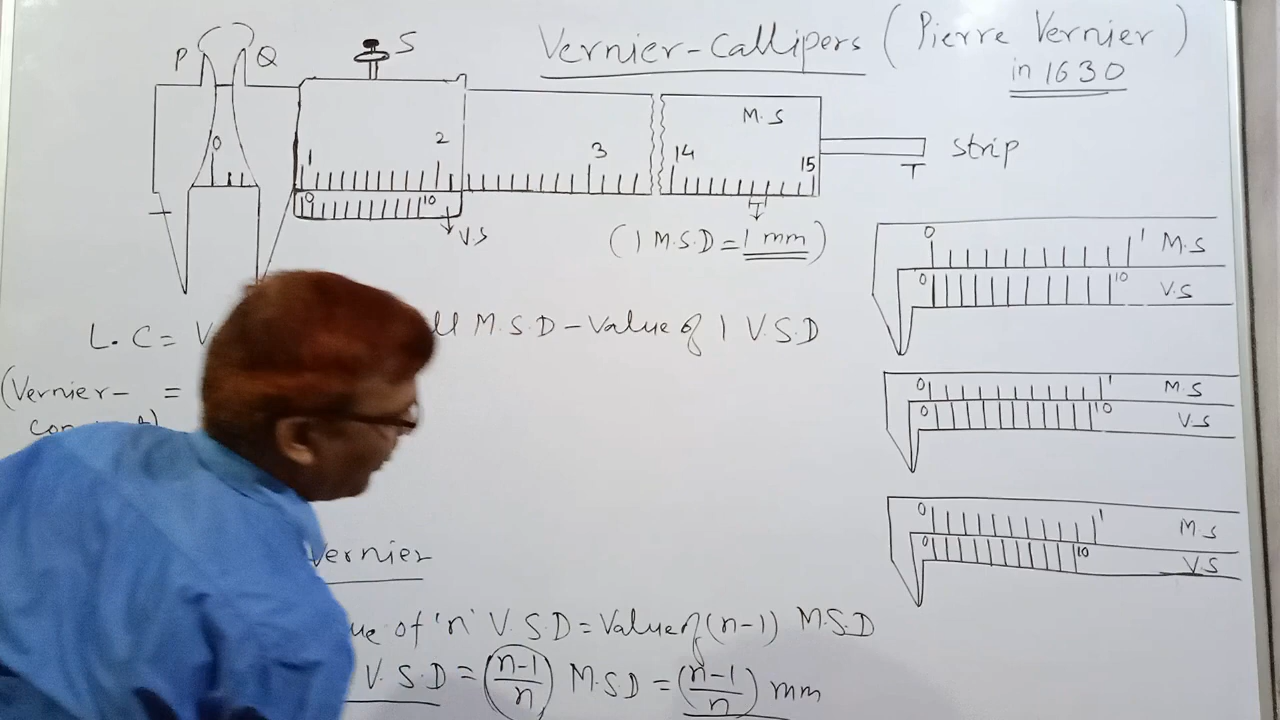 Vernier-Callipers (Pierre Vernier)
in 1630
P Q S
M.S
0 1 2 3 14 15
strip
T
0 10
V.S
(1 M.S.D = 1 mm)
0 1 M.S
0 10 V.S
L.C = M.S.D - Value of 1 V.S.D
0 1 M.S
0 10 V.S
(Vernier- =
0 1 M.S
0 10 V.S
Vernier
of 'n' V.S.D = Value of (n-1) M.S.D
V.S.D = (n-1/n) M.S.D = (n-1/n) mm